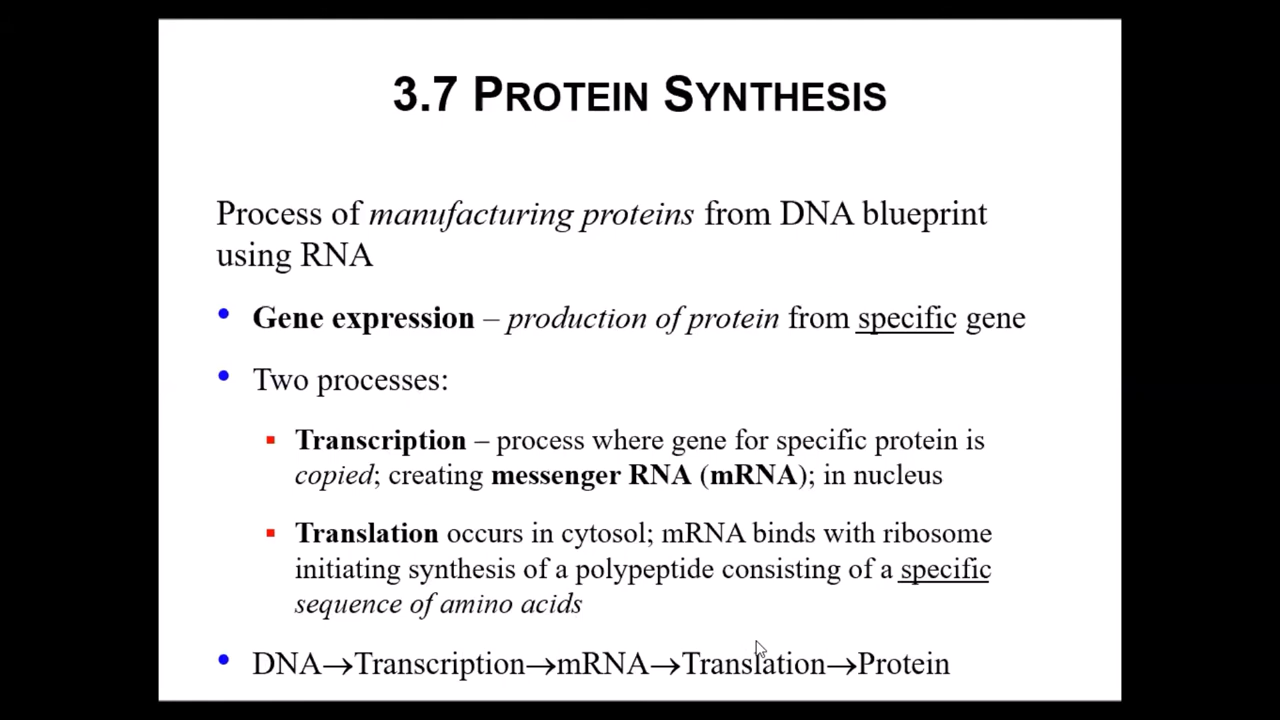 3.7 PROTEIN SYNTHESIS
Process of manufacturing proteins from DNA blueprint
using RNA
• Gene expression – production of protein from specific gene
• Two processes:
▪ Transcription – process where gene for specific protein is
copied; creating messenger RNA (mRNA); in nucleus
▪ Translation occurs in cytosol; mRNA binds with ribosome
initiating synthesis of a polypeptide consisting of a specific
sequence of amino acids
• DNA→Transcription→mRNA→Translation→Protein